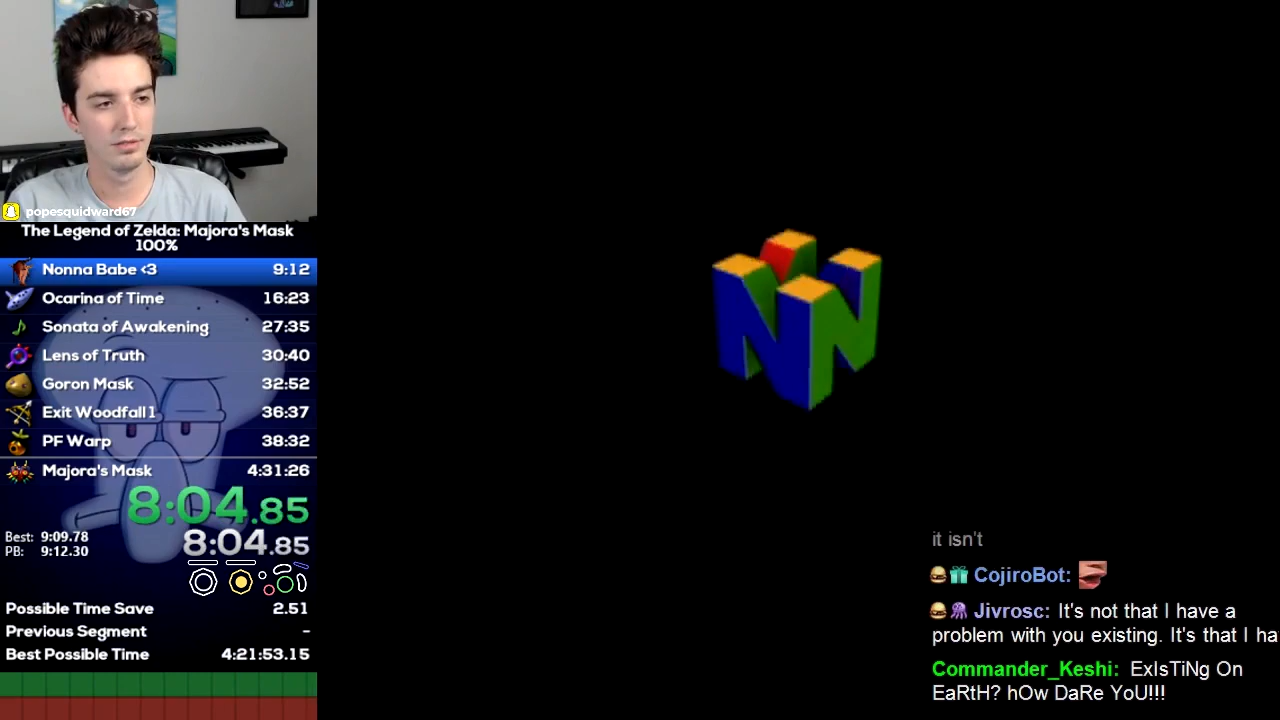 popesquidward67
The Legend of Zelda: Majora's Mask
100%
Nonna Babe <3 9:12
Ocarina of Time 16:23
Sonata of Awakening 27:35
Lens of Truth 30:40
Goron Mask 32:52
Exit Woodfall 1 36:37
PF Warp 38:32
Majora's Mask 4:31:26
8:04.85
Best: 9:09.78
PB: 9:12.30
8:04.85
Possible Time Save 2.51
Previous Segment -
Best Possible Time 4:21:53.15
it isn't
CojiroBot:
Jivrosc: It's not that I have a
problem with you existing. It's that I ha
Commander_Keshi: ExIsTiNg On
EaRtH? hOw DaRe YoU!!!